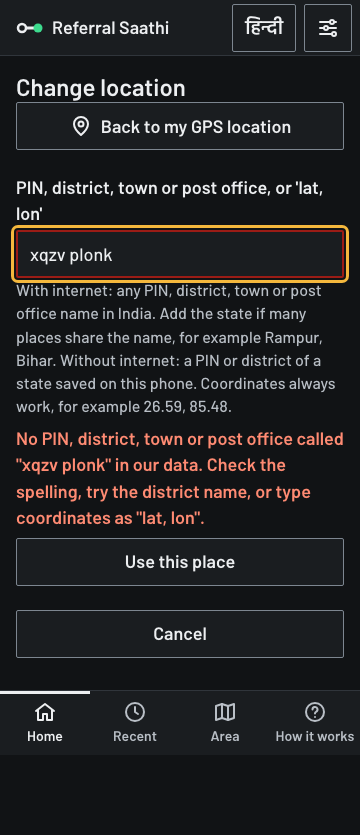 Referral Saathi
हिन्दी
Change location
Back to my GPS location
PIN, district, town or post office, or 'lat,
lon'
xqzv plonk
With internet: any PIN, district, town or post
office name in India. Add the state if many
places share the name, for example Rampur,
Bihar. Without internet: a PIN or district of a
state saved on this phone. Coordinates always
work, for example 26.59, 85.48.
No PIN, district, town or post office called
"xqzv plonk" in our data. Check the
spelling, try the district name, or type
coordinates as "lat, lon".
Use this place
Cancel
Home
Recent
Area
How it works